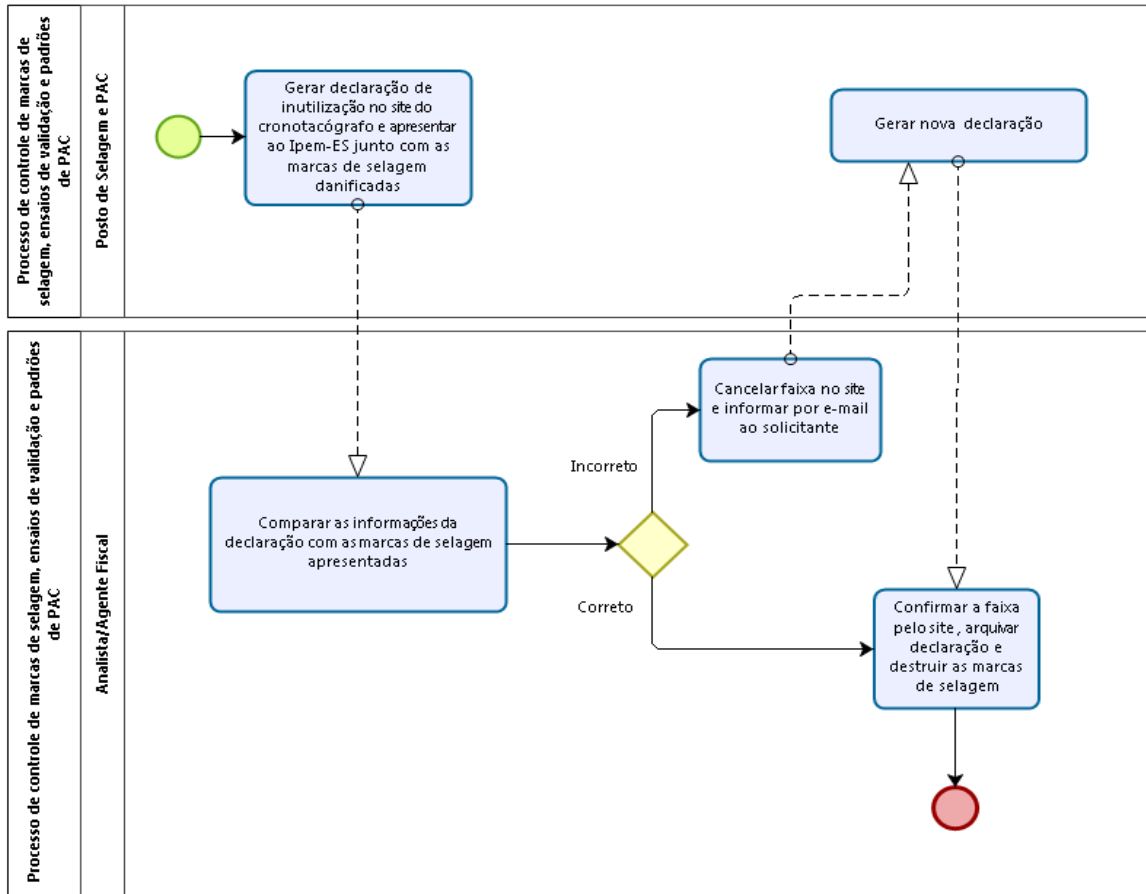 Processo de controle de marcas de
selagem, ensaios de validação e padrões
de PAC
Posto de Selagem e PAC
Gerar declaração de
inutilização no site do
cronotacógrafo e apresentar
ao Ipem-ES junto com as
marcas de selagem
danificadas
Gerar nova declaração
Processo de controle de marcas de selagem, ensaios de validação e padrões
de PAC
Analista/Agente Fiscal
Cancelar faixa no site
e informar por e-mail
ao solicitante
Incorreto
Comparar as informações da
declaração com as marcas de selagem
apresentadas
Correto
Confirmar a faixa
pelo site, arquivar
declaração e
destruir as marcas
de selagem